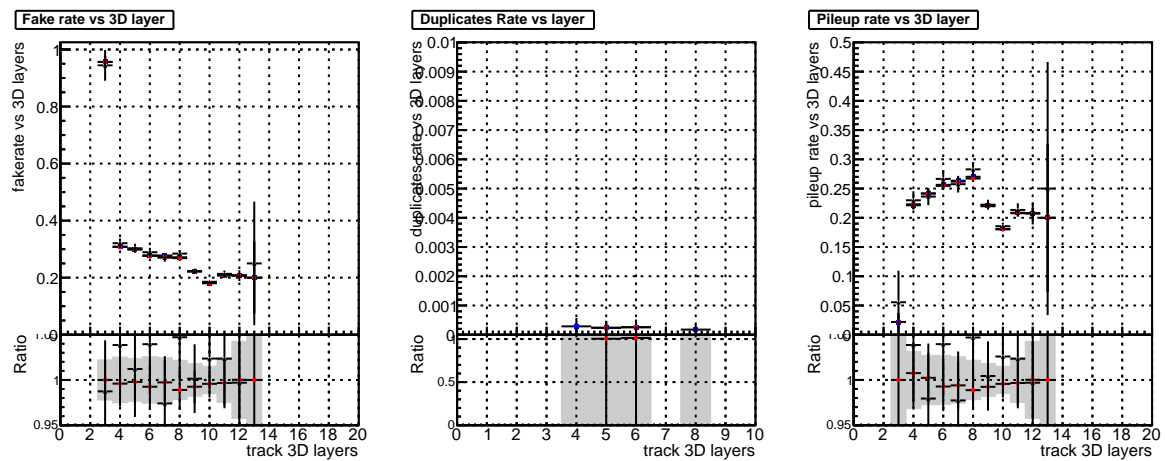 Fake rate vs 3D layer
fakerate vs 3D layers
1
0.8
0.6
0.4
0.2
0
Ratio
1
0.95
0 2 4 6 8 10 12 14 16 18 20
track 3D layers
Duplicates Rate vs layer
duplicates rate vs 3D layers
0.01
0.009
0.008
0.007
0.006
0.005
0.004
0.003
0.002
0.001
0
Ratio
1
0.5
0
0 1 2 3 4 5 6 7 8 9 10
track 3D layers
Pileup rate vs 3D layer
pileup rate vs 3D layers
0.5
0.45
0.4
0.35
0.3
0.25
0.2
0.15
0.1
0.05
0
Ratio
1
0.95
0 2 4 6 8 10 12 14 16 18 20
track 3D layers